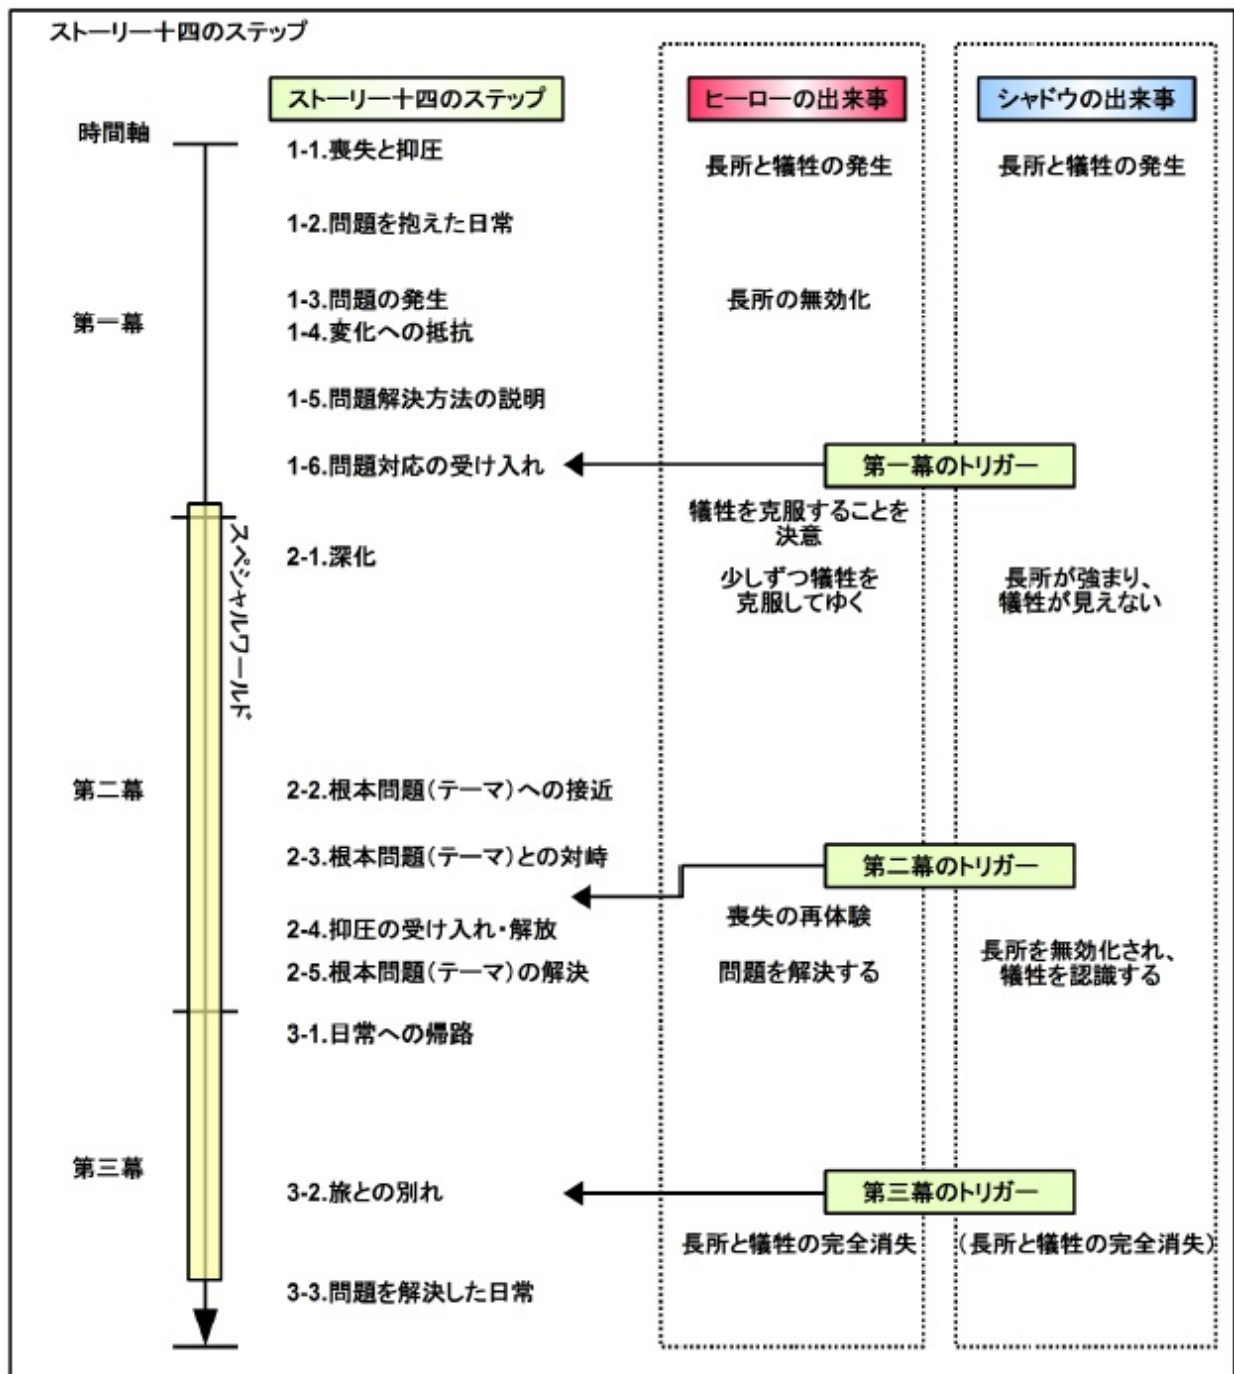 ストーリー十四のステップ
ストーリー十四のステップ
ヒーローの出来事
シャドウの出来事
時間軸
1-1.喪失と抑圧
長所と犠牲の発生
長所と犠牲の発生
1-2.問題を抱えた日常
第一幕
1-3.問題の発生
長所の無効化
1-4.変化への抵抗
1-5.問題解決方法の説明
1-6.問題対応の受け入れ
第一幕のトリガー
犠牲を克服することを
決意
スペシャルワールド
2-1.深化
少しずつ犠牲を
克服してゆく
長所が強まり、
犠牲が見えない
第二幕
2-2.根本問題(テーマ)への接近
2-3.根本問題(テーマ)との対峙
第二幕のトリガー
2-4.抑圧の受け入れ・解放
喪失の再体験
2-5.根本問題(テーマ)の解決
問題を解決する
長所を無効化され、
犠牲を認識する
3-1.日常への帰路
第三幕
3-2.旅との別れ
第三幕のトリガー
長所と犠牲の完全消失
(長所と犠牲の完全消失)
3-3.問題を解決した日常